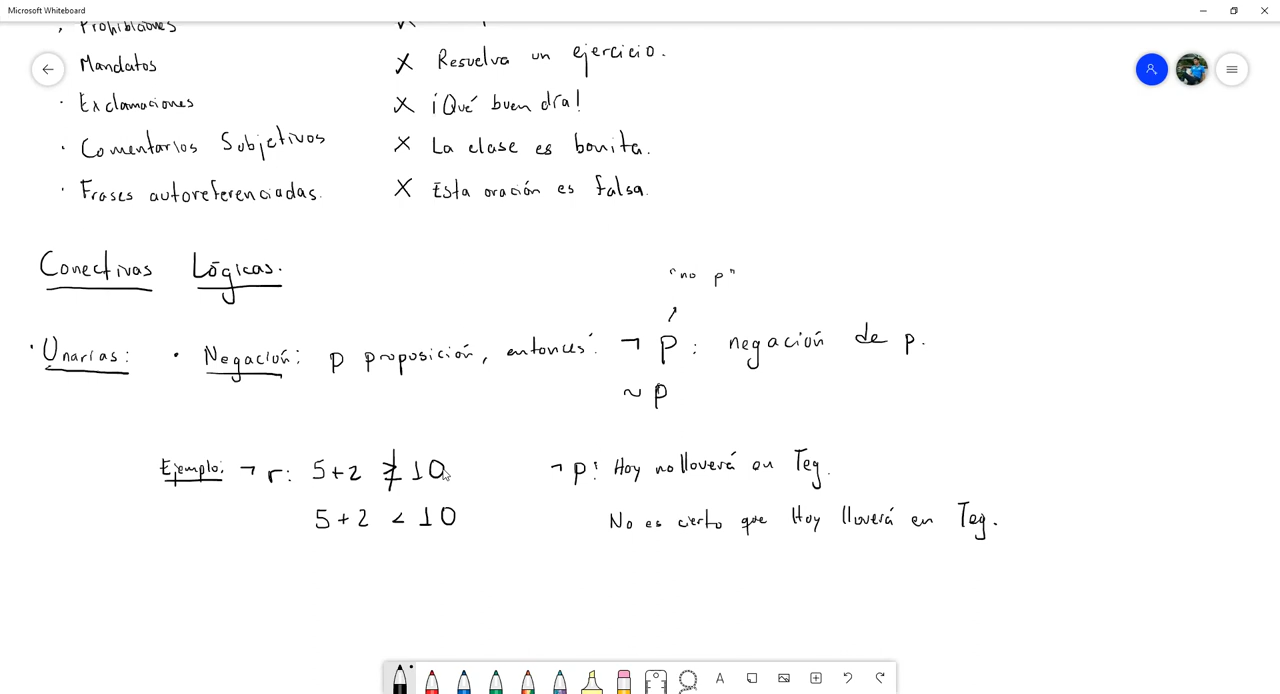 Microsoft Whiteboard
· Prohibiciones
Mandatos X Resuelva un ejercicio.
· Exclamaciones X ¡Qué buen día!
· Comentarios Subjetivos X La clase es bonita.
· Frases autoreferenciadas. X Esta oración es falsa.
Conectivas Lógicas.
"no p"
· Unarias: · Negación: p proposición, entonces: ¬ p : negación de p.
~ p
Ejemplo: ¬ r: 5+2 ≱ 10 ¬ p: Hoy no lloverá en Teg.
5+2 < 10 No es cierto que Hoy lloverá en Teg.